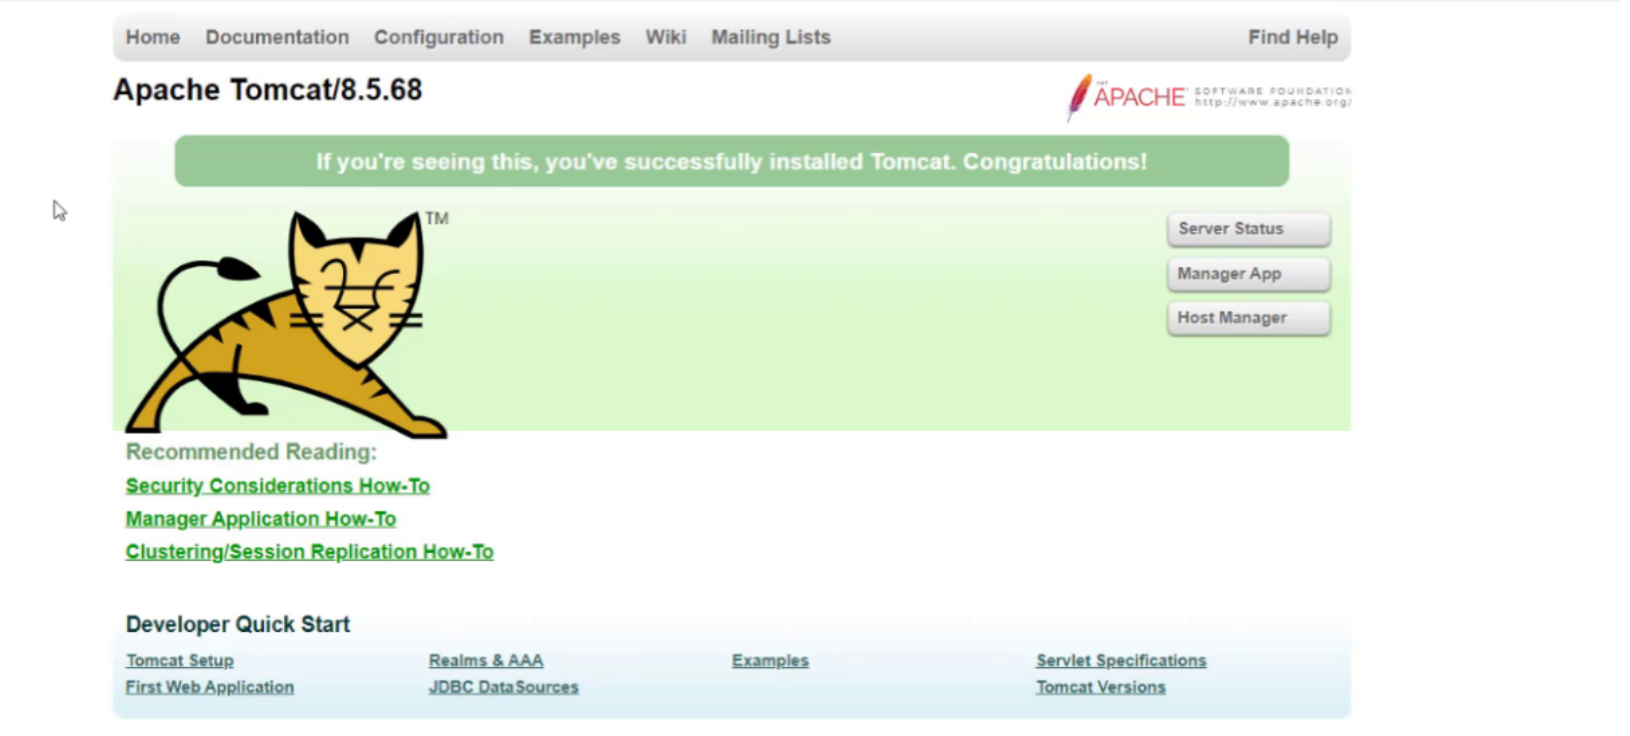 Home Documentation Configuration Examples Wiki Mailing Lists Find Help
Apache Tomcat/8.5.68
THE APACHE SOFTWARE FOUNDATION
http://www.apache.org/
If you're seeing this, you've successfully installed Tomcat. Congratulations!
TM
Server Status
Manager App
Host Manager
Recommended Reading:
Security Considerations How-To
Manager Application How-To
Clustering/Session Replication How-To
Developer Quick Start
Tomcat Setup Realms & AAA Examples Servlet Specifications
First Web Application JDBC DataSources Tomcat Versions